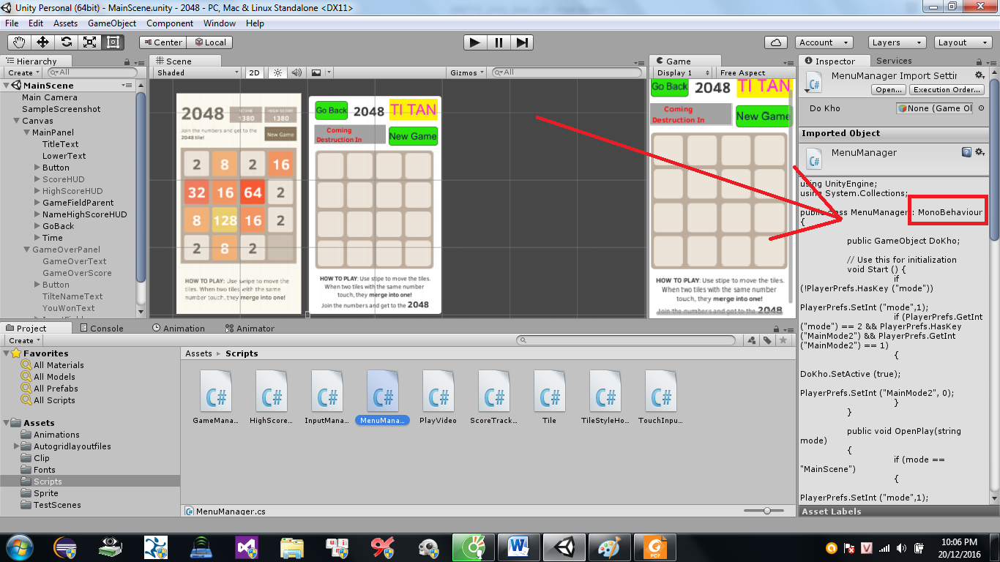 Unity Personal (64bit) - MainScene.unity - 2048 - PC, Mac & Linux Standalone <DX11>
File Edit Assets GameObject Component Window Help
Center Local
Account Layers Layout
Hierarchy
Create All
MainScene
Main Camera
SampleScreenshot
Canvas
MainPanel
TitleText
LowerText
Button
ScoreHUD
HighScoreHUD
GameFieldParent
NameHighScoreHUD
GoBack
Time
GameOverPanel
GameOverText
GameOverScore
Button
TilteNameText
YouWonText
Scene
Shaded 2D Gizmos All
2048
SCORE
1380
HIGH SCORE
1380
Join the numbers and get to the
2048 tile!
New Game
2 8 2 16
32 16 64 2
8 128 16 2
2 8 2
HOW TO PLAY: Use swipe to move the
tiles. When two tiles with the same
number touch, they merge into one!
Go Back 2048 TI TAN
Coming
Destruction In
New Game
HOW TO PLAY: Use stipe to move the tiles.
When two tiles with the same number
touch, they merge into one!
Join the numbers and get to the 2048
Game
Display 1 Free Aspect
Go Back 2048 TI TAN
Coming
Destruction In
New Game
HOW TO PLAY: Use stipe to move the tiles.
When two tiles with the same number
touch, they merge into one!
Join the numbers and get to the 2048
Inspector Services
MenuManager Import Settin
Open... Execution Order...
Do Kho None (Game Ol
Imported Object
MenuManager
using UnityEngine;
using System.Collections;
public class MenuManager : MonoBehaviour
{
public GameObject DoKho;
// Use this for initialization
void Start () {
if
(!PlayerPrefs.HasKey ("mode"))
PlayerPrefs.SetInt ("mode",1);
if (PlayerPrefs.GetInt
("mode") == 2 && PlayerPrefs.HasKey
("MainMode2") && PlayerPrefs.GetInt
("MainMode2") == 1)
{
DoKho.SetActive (true);
PlayerPrefs.SetInt ("MainMode2", 0);
}
}
public void OpenPlay(string
mode)
{
if (mode ==
"MainScene")
{
PlayerPrefs.SetInt ("mode",1);
Asset Labels
Project Console Animation Animator
Create
Favorites
All Materials
All Models
All Prefabs
All Scripts
Assets
Animations
Autogridlayoutfiles
Clip
Fonts
Scripts
Sprite
TestScenes
Assets Scripts
C# C# C# C# C# C# C# C# C#
GameMana... HighScore... InputMana... MenuMana... PlayVideo ScoreTrack... Tile TileStyleHo... TouchInpu...
MenuManager.cs
10:06 PM
20/12/2016